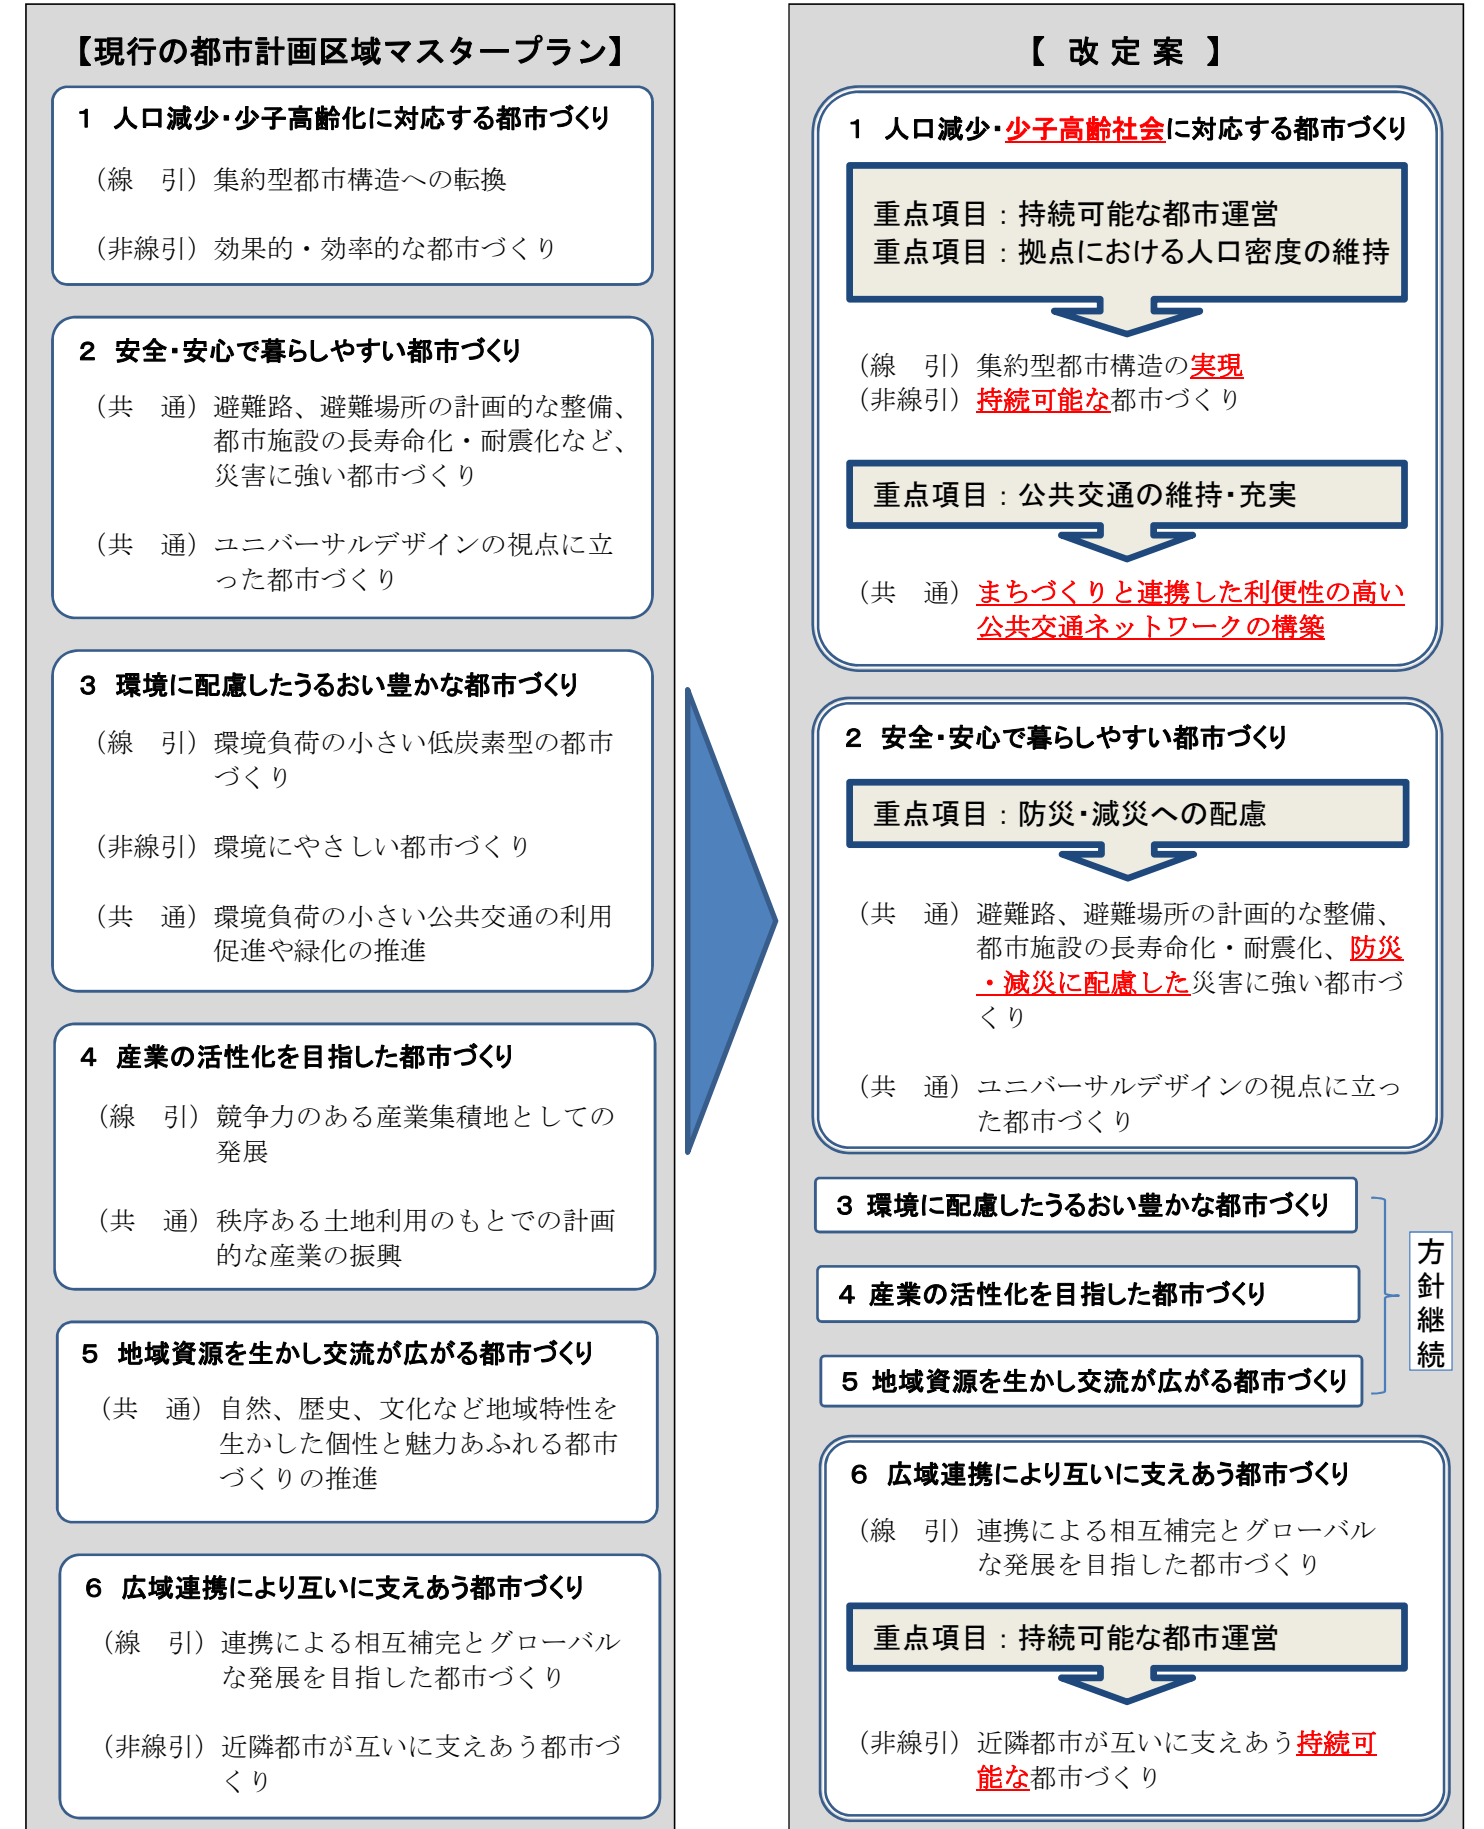 【現行の都市計画区域マスタープラン】
1 人口減少・少子高齢化に対応する都市づくり
（線　引）集約型都市構造への転換
（非線引）効果的・効率的な都市づくり
2 安全・安心で暮らしやすい都市づくり
（共　通）避難路、避難場所の計画的な整備、
都市施設の長寿命化・耐震化など、
災害に強い都市づくり
（共　通）ユニバーサルデザインの視点に立
った都市づくり
3 環境に配慮したうるおい豊かな都市づくり
（線　引）環境負荷の小さい低炭素型の都市
づくり
（非線引）環境にやさしい都市づくり
（共　通）環境負荷の小さい公共交通の利用
促進や緑化の推進
4 産業の活性化を目指した都市づくり
（線　引）競争力のある産業集積地としての
発展
（共　通）秩序ある土地利用のもとでの計画
的な産業の振興
5 地域資源を生かし交流が広がる都市づくり
（共　通）自然、歴史、文化など地域特性を
生かした個性と魅力あふれる都市
づくりの推進
6 広域連携により互いに支えあう都市づくり
（線　引）連携による相互補完とグローバル
な発展を目指した都市づくり
（非線引）近隣都市が互いに支えあう都市づ
くり
【 改 定 案 】
1 人口減少・少子高齢社会に対応する都市づくり
重点項目：持続可能な都市運営
重点項目：拠点における人口密度の維持
（線　引）集約型都市構造の実現
（非線引）持続可能な都市づくり
重点項目：公共交通の維持・充実
（共　通）まちづくりと連携した利便性の高い
公共交通ネットワークの構築
2 安全・安心で暮らしやすい都市づくり
重点項目：防災・減災への配慮
（共　通）避難路、避難場所の計画的な整備、
都市施設の長寿命化・耐震化、防災
・減災に配慮した災害に強い都市づ
くり
（共　通）ユニバーサルデザインの視点に立っ
た都市づくり
3 環境に配慮したうるおい豊かな都市づくり
4 産業の活性化を目指した都市づくり
5 地域資源を生かし交流が広がる都市づくり
方針継続
6 広域連携により互いに支えあう都市づくり
（線　引）連携による相互補完とグローバル
な発展を目指した都市づくり
重点項目：持続可能な都市運営
（非線引）近隣都市が互いに支えあう持続可
能な都市づくり